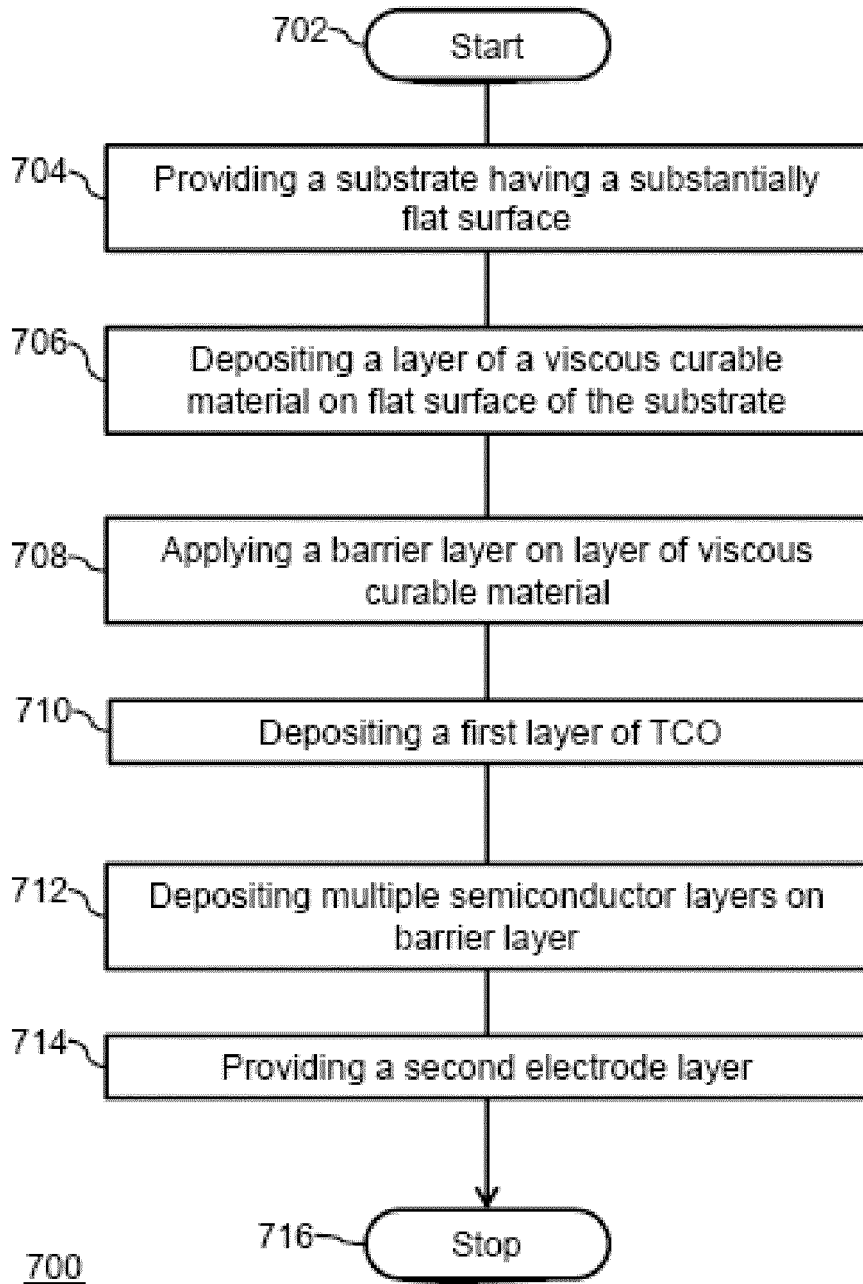 702
Start
704
Providing a substrate having a substantially
flat surface
706
Depositing a layer of a viscous curable
material on flat surface of the substrate
708
Applying a barrier layer on layer of viscous
curable material
710
Depositing a first layer of TCO
712
Depositing multiple semiconductor layers on
barrier layer
714
Providing a second electrode layer
716
Stop
700